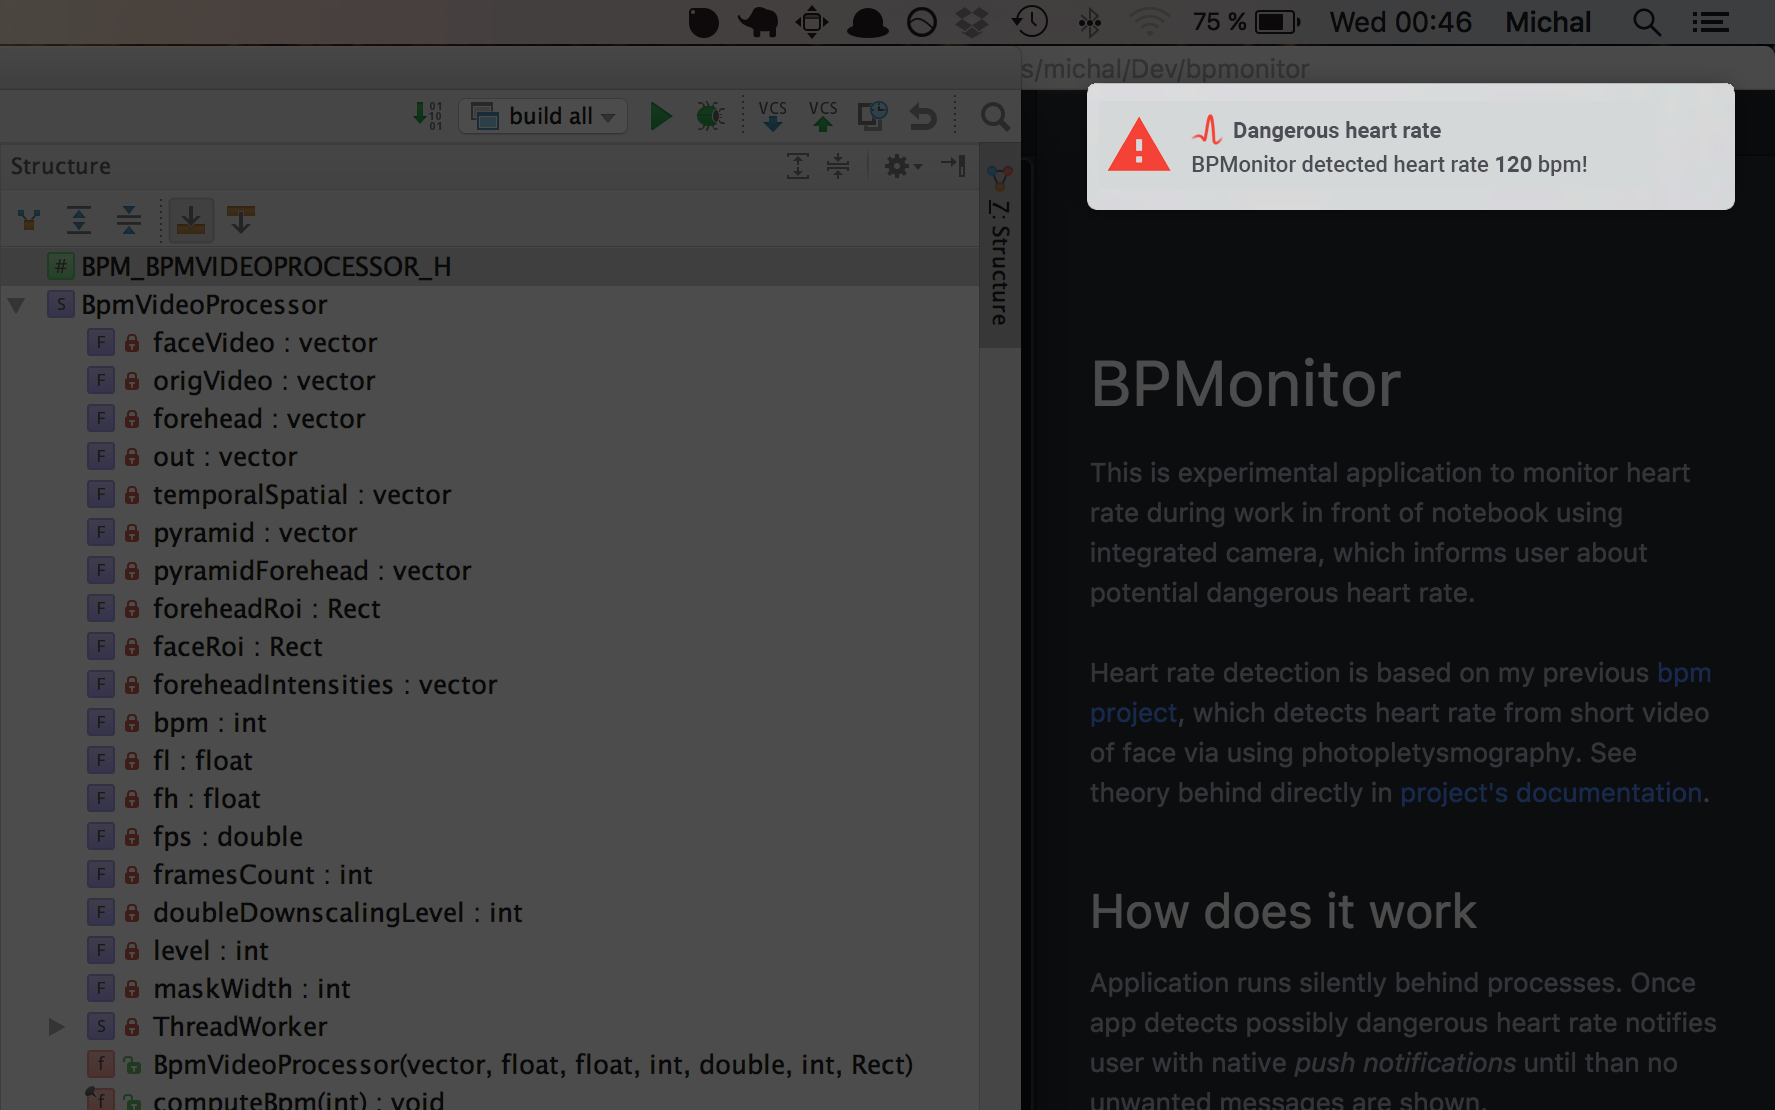 75 %
Wed 00:46
Michal
s/michal/Dev/bpmonitor
Dangerous heart rate
BPMonitor detected heart rate 120 bpm!
01
10
01
build all
VCS
VCS
Structure
Z: Structure
# BPM_BPMVIDEOPROCESSOR_H
S BpmVideoProcessor
F faceVideo : vector
F origVideo : vector
F forehead : vector
F out : vector
F temporalSpatial : vector
F pyramid : vector
F pyramidForehead : vector
F foreheadRoi : Rect
F faceRoi : Rect
F foreheadIntensities : vector
F bpm : int
F fl : float
F fh : float
F fps : double
F framesCount : int
F doubleDownscalingLevel : int
F level : int
F maskWidth : int
S ThreadWorker
f BpmVideoProcessor(vector, float, float, int, double, int, Rect)
f computeBpm(int) : void
BPMonitor
This is experimental application to monitor heart
rate during work in front of notebook using
integrated camera, which informs user about
potential dangerous heart rate.
Heart rate detection is based on my previous bpm
project, which detects heart rate from short video
of face via using photopletysmography. See
theory behind directly in project's documentation.
How does it work
Application runs silently behind processes. Once
app detects possibly dangerous heart rate notifies
user with native push notifications until than no
unwanted messages are shown.